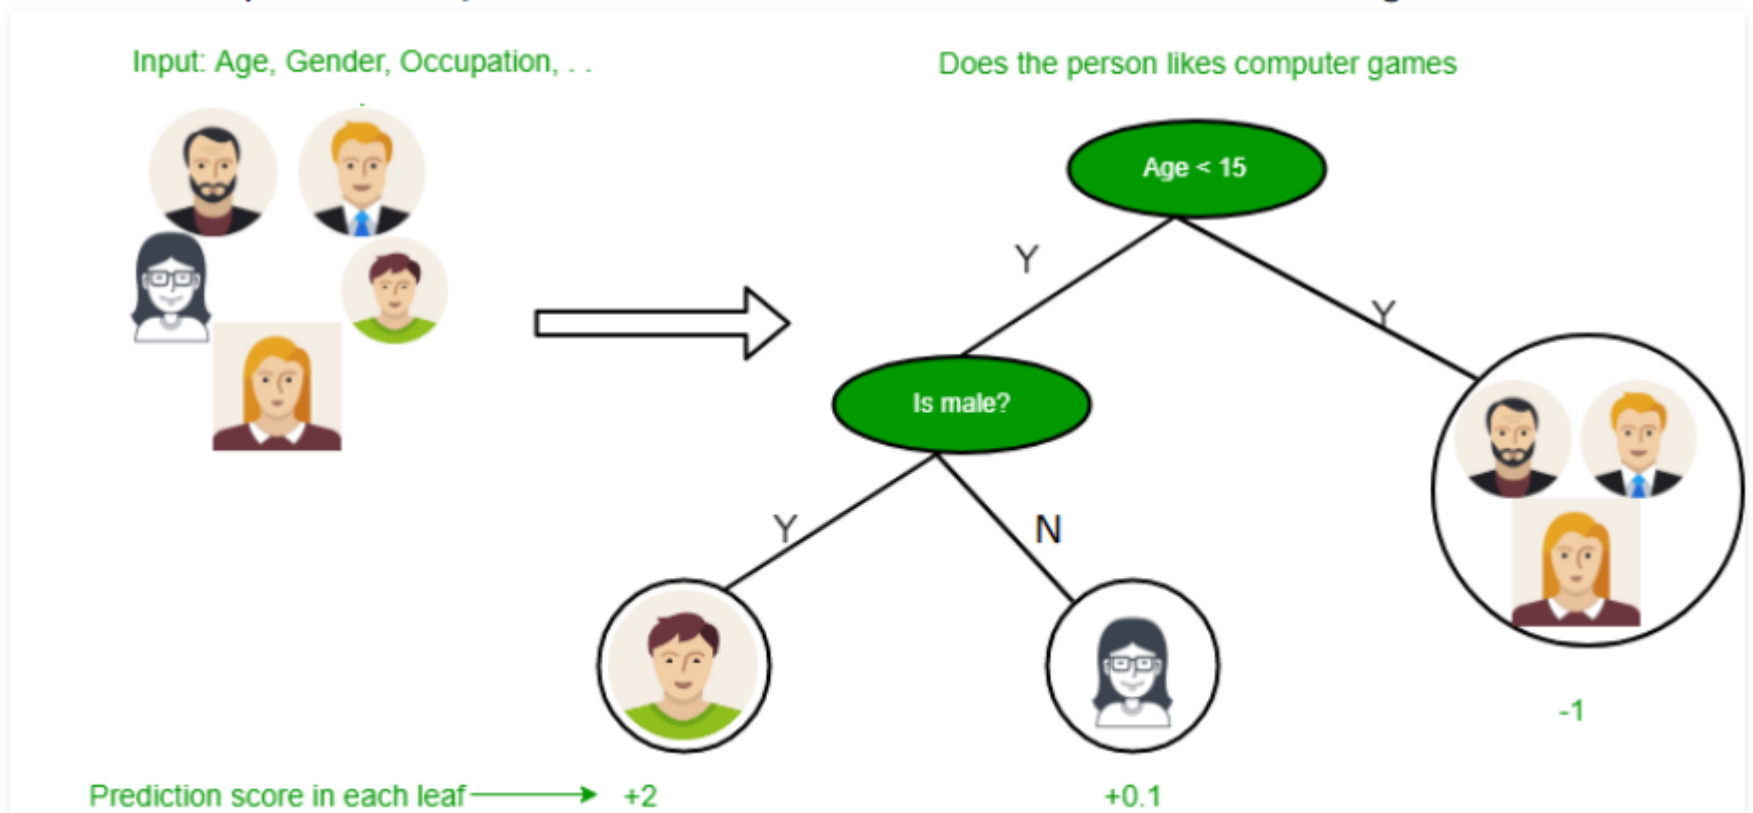 Input: Age, Gender, Occupation, . .
.
Does the person likes computer games
Age < 15
Y
Y
Is male?
Y
N
-1
Prediction score in each leaf
+2
+0.1